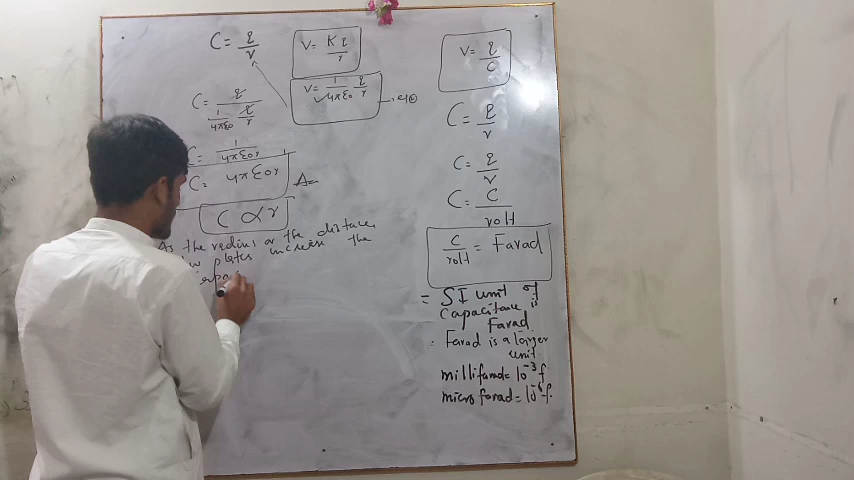 C = q/v
V = Kq/r
V = 1/4πε0 q/r
C = q/(1/4πε0 q/r)
C = 1/(1/4πε0r)
C = 4πε0r
C ∝ r
As the radius or the distance
plates increase the
V = q/C
C = q/v
C = q/v
C = C/volt
C/volt = Farad
= SI unit of
capacitance is
Farad
Farad is a larger
unit
millifarad = 10⁻³ f
micro farad = 10⁻⁶ f